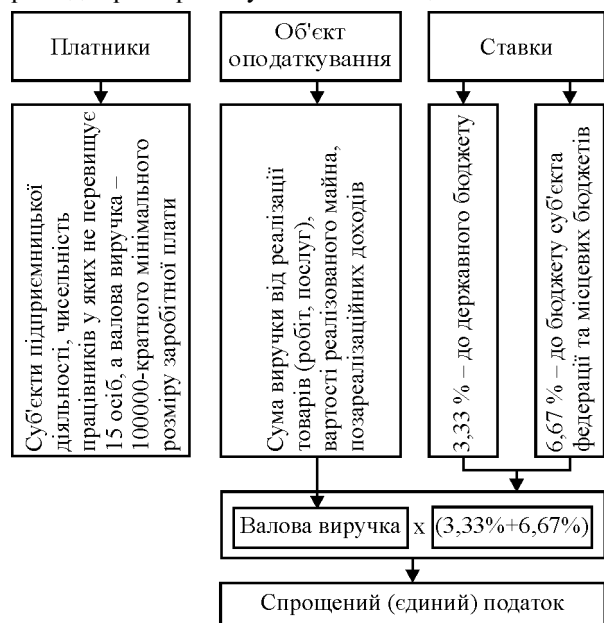 Платники
Об'єкт
оподаткування
Ставки
Суб'єкти підприємницької
діяльності, чисельність
працівників у яких не перевищує
15 осіб, а валова виручка –
100000-кратного мінімального
розміру заробітної плати
Сума виручки від реалізації
товарів (робіт, послуг),
вартості реалізованого майна,
позареалізаційних доходів
3,33 % – до державного бюджету
6,67 % – до бюджету суб'єкта
федерації та місцевих бюджетів
Валова виручка х (3,33%+6,67%)
Спрощений (єдиний) податок